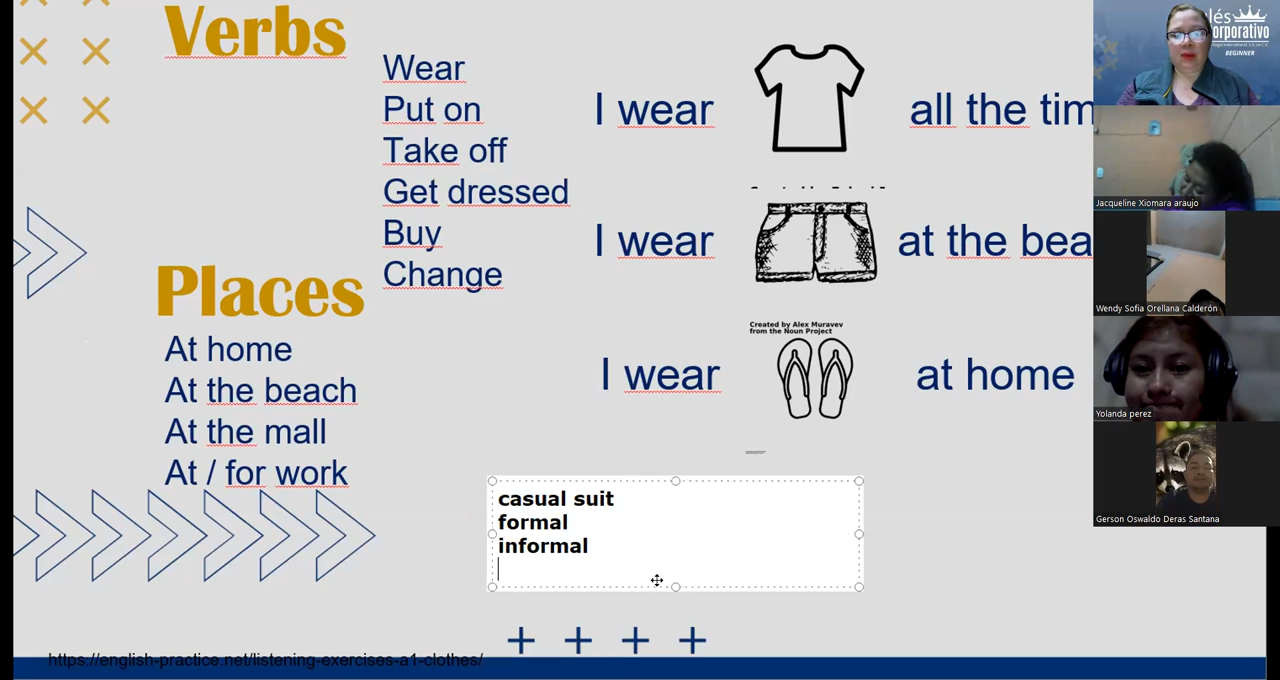 Verbs
Wear
Put on
Take off
Get dressed
Buy
Change
Places
At home
At the beach
At the mall
At / for work
I wear all the tim
I wear at the bea
Created by Alex Muravev
from the Noun Project
I wear at home
casual suit
formal
informal
https://english-practice.net/listening-exercises-a1-clothes/
lés
orporativo
BEGINNER
Jacqueline Xiomara araujo
Wendy Sofia Orellana Calderón
Yolanda perez
Gerson Oswaldo Deras Santana